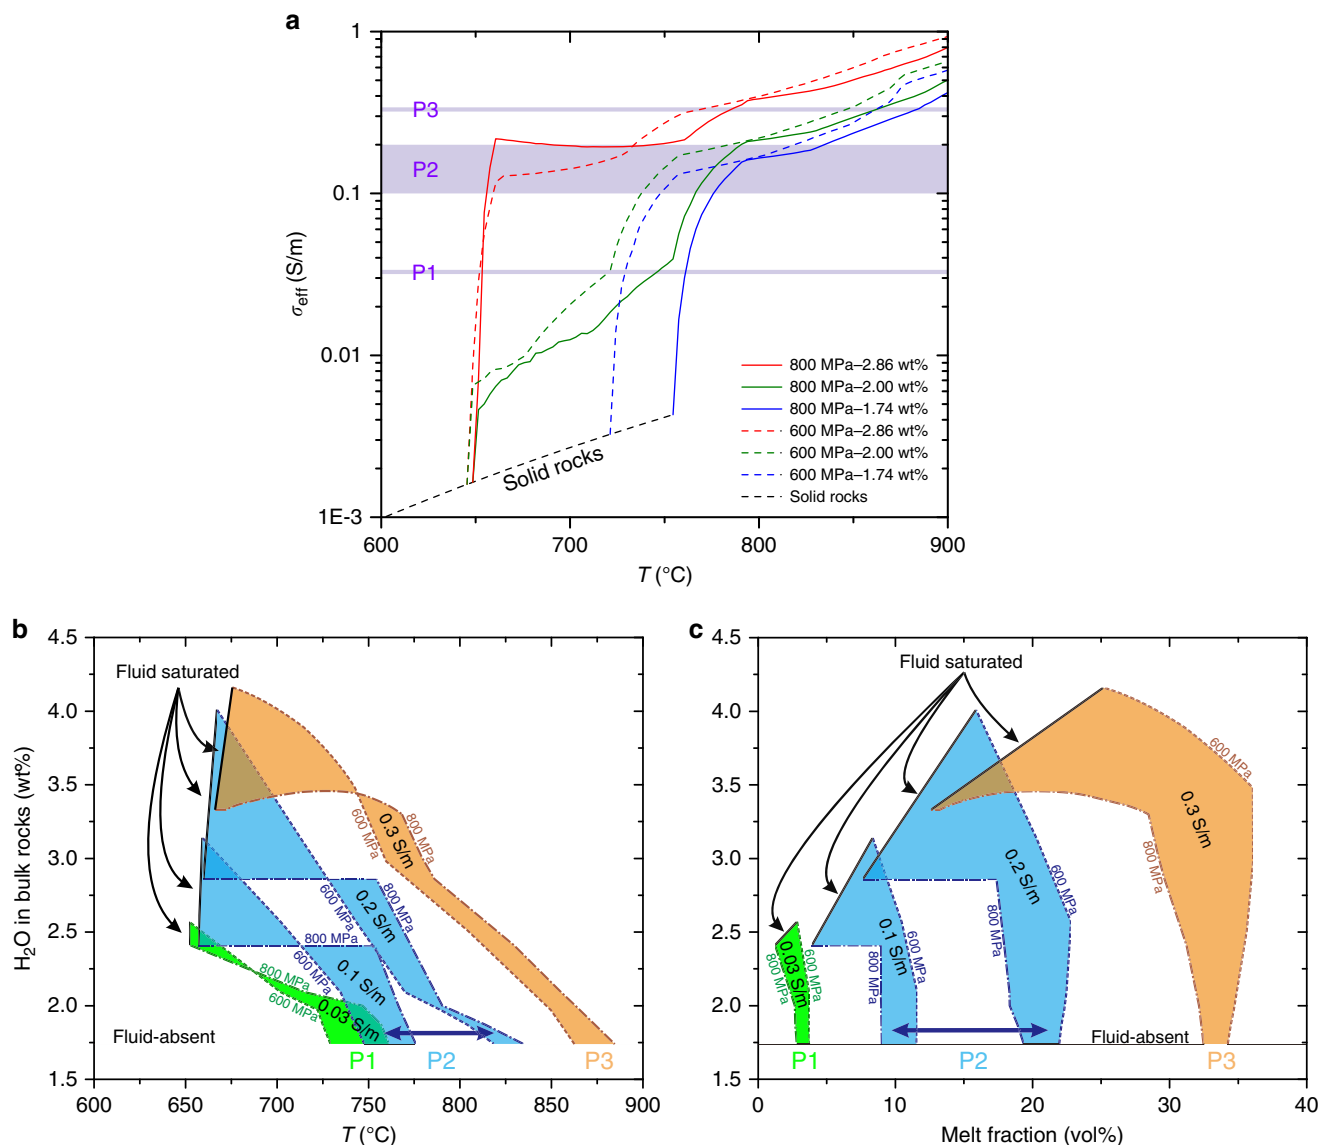 a
1
0.1
0.01
1E-3
σeff (S/m)
P3
P2
P1
Solid rocks
800 MPa–2.86 wt%
800 MPa–2.00 wt%
800 MPa–1.74 wt%
600 MPa–2.86 wt%
600 MPa–2.00 wt%
600 MPa–1.74 wt%
Solid rocks
600 700 800 900
T (°C)
b
4.5
4.0
3.5
3.0
2.5
2.0
1.5
H2O in bulk rocks (wt%)
Fluid saturated
600 MPa
0.3 S/m
800 MPa
600 MPa
0.2 S/m
800 MPa
800 MPa
600 MPa
0.1 S/m
800 MPa
600 MPa
0.03 S/m
Fluid-absent
P1
P2
P3
600 650 700 750 800 850 900
T (°C)
c
4.5
4.0
3.5
3.0
2.5
2.0
1.5
Fluid saturated
600 MPa
0.3 S/m
800 MPa
600 MPa
0.2 S/m
800 MPa
600 MPa
0.1 S/m
800 MPa
600 MPa
0.03 S/m
800 MPa
Fluid-absent
P1
P2
P3
0 10 20 30 40
Melt fraction (vol%)